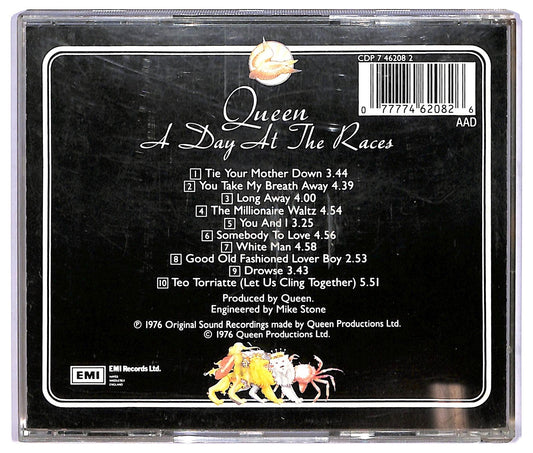 CDP 7 46208 2
0 77774 62082 6
AAD
Queen
A Day At The Races
1 Tie Your Mother Down 3.44
2 You Take My Breath Away 4.39
3 Long Away 4.00
4 The Millionaire Waltz 4.54
5 You And I 3.25
6 Somebody To Love 4.56
7 White Man 4.58
8 Good Old Fashioned Lover Boy 2.53
9 Drowse 3.43
10 Teo Torriatte (Let Us Cling Together) 5.51
Produced by Queen.
Engineered by Mike Stone
℗ 1976 Original Sound Recordings made by Queen Productions Ltd.
© 1976 Queen Productions Ltd.
EMI
EMI Records Ltd.
HAYES
MIDDLESEX
ENGLAND